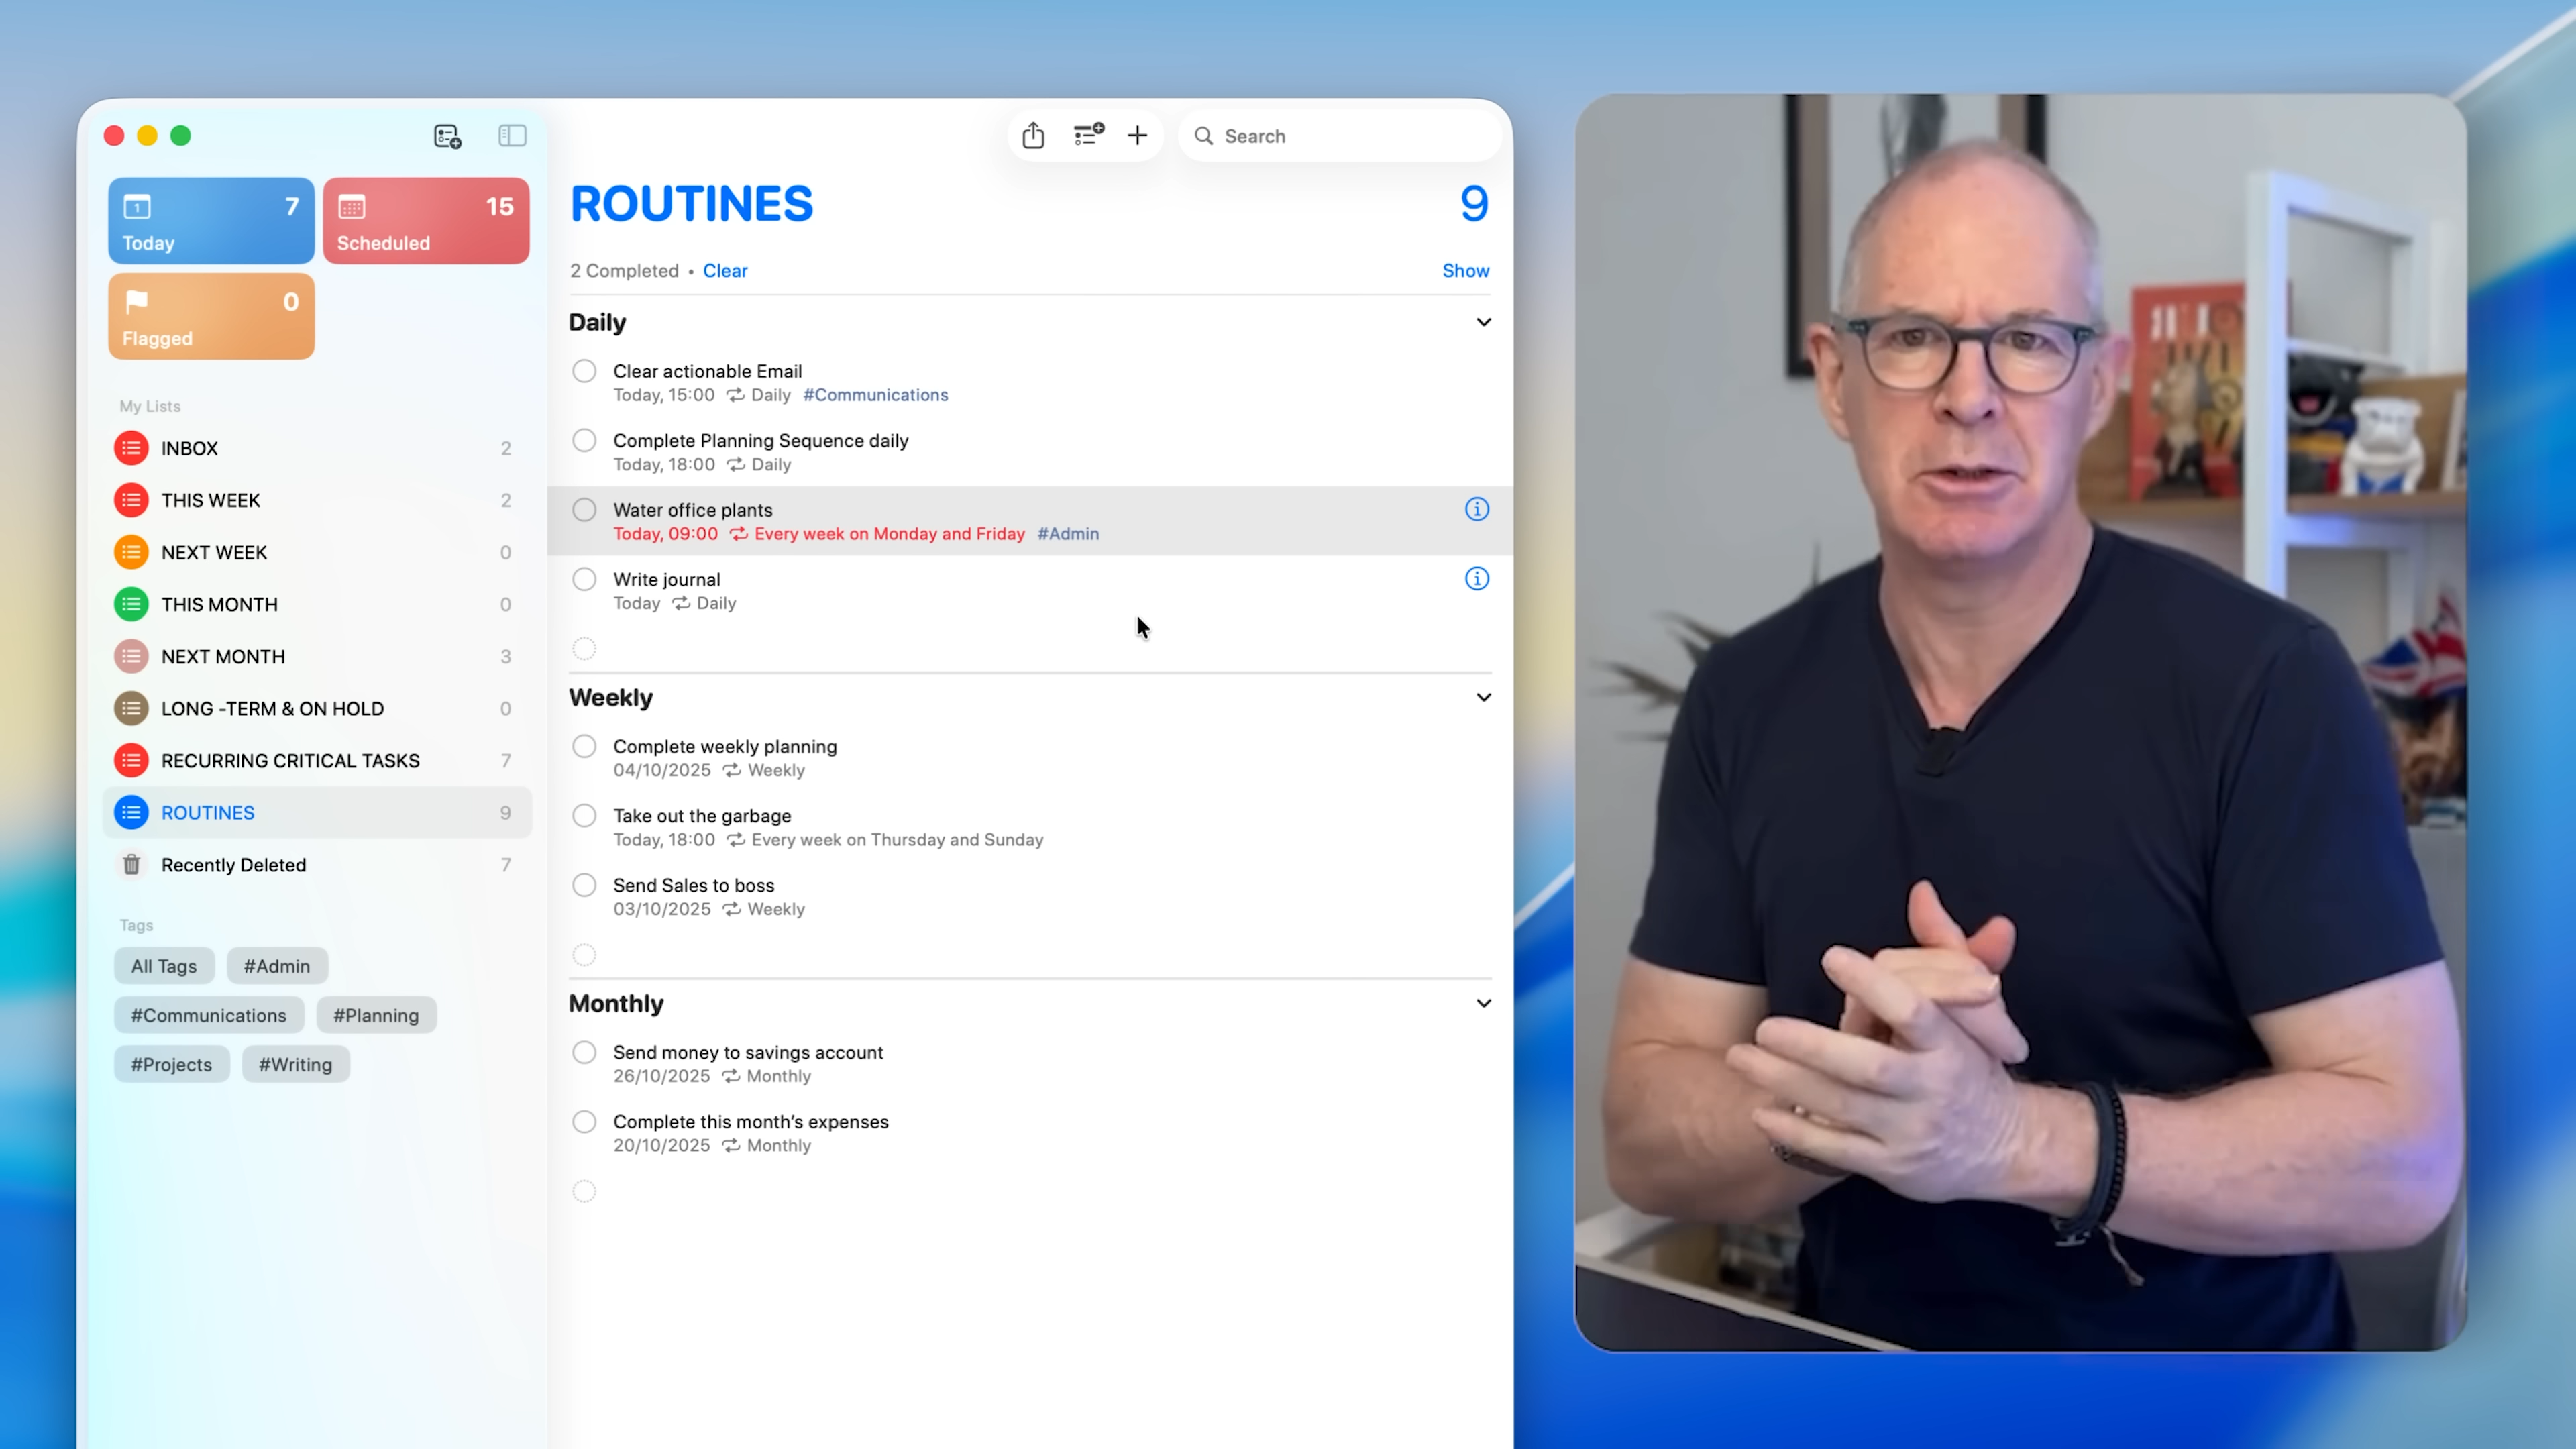 Search
1
7
Today
15
Scheduled
0
Flagged
My Lists
INBOX 2
THIS WEEK 2
NEXT WEEK 0
THIS MONTH 0
NEXT MONTH 3
LONG -TERM & ON HOLD 0
RECURRING CRITICAL TASKS 7
ROUTINES 9
Recently Deleted 7
Tags
All Tags #Admin
#Communications #Planning
#Projects #Writing
ROUTINES 9
2 Completed • Clear Show
Daily
Clear actionable Email
Today, 15:00 Daily #Communications
Complete Planning Sequence daily
Today, 18:00 Daily
Water office plants
Today, 09:00 Every week on Monday and Friday #Admin
Write journal
Today Daily
Weekly
Complete weekly planning
04/10/2025 Weekly
Take out the garbage
Today, 18:00 Every week on Thursday and Sunday
Send Sales to boss
03/10/2025 Weekly
Monthly
Send money to savings account
26/10/2025 Monthly
Complete this month’s expenses
20/10/2025 Monthly